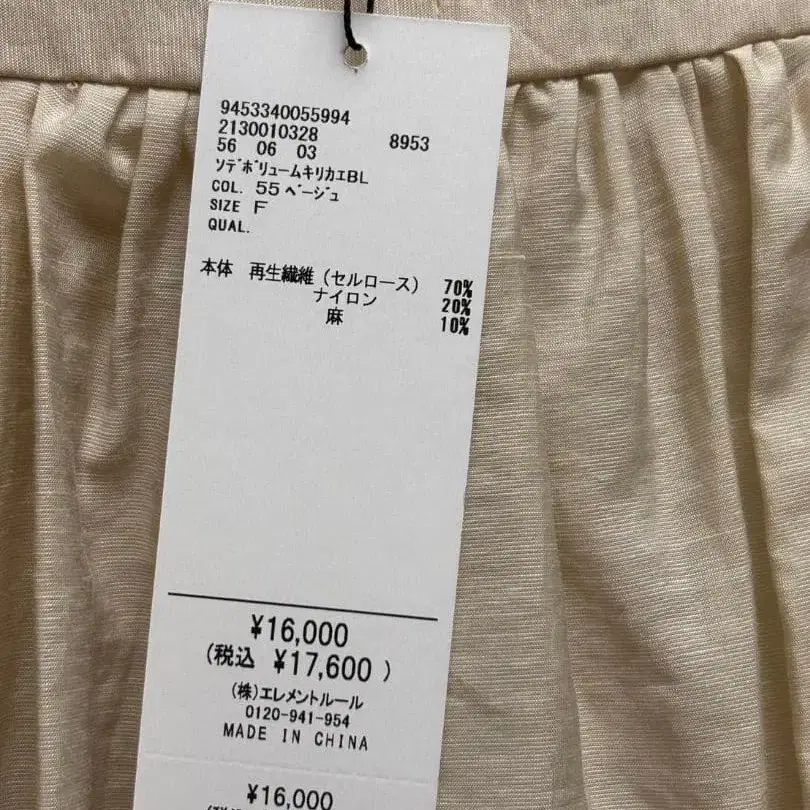 9453340055994
2130010328 8953
56 06 03
ｿﾃﾞﾎﾞﾘｭｰﾑｷﾘｶｴBL
COL. 55 ﾍﾞｰｼﾞｭ
SIZE F
QUAL.
本体 再生繊維（セルロース） 70%
ナイロン 20%
麻 10%
¥16,000
(税込 ¥17,600 )
(株)エレメントルール
0120-941-954
MADE IN CHINA
¥16,000